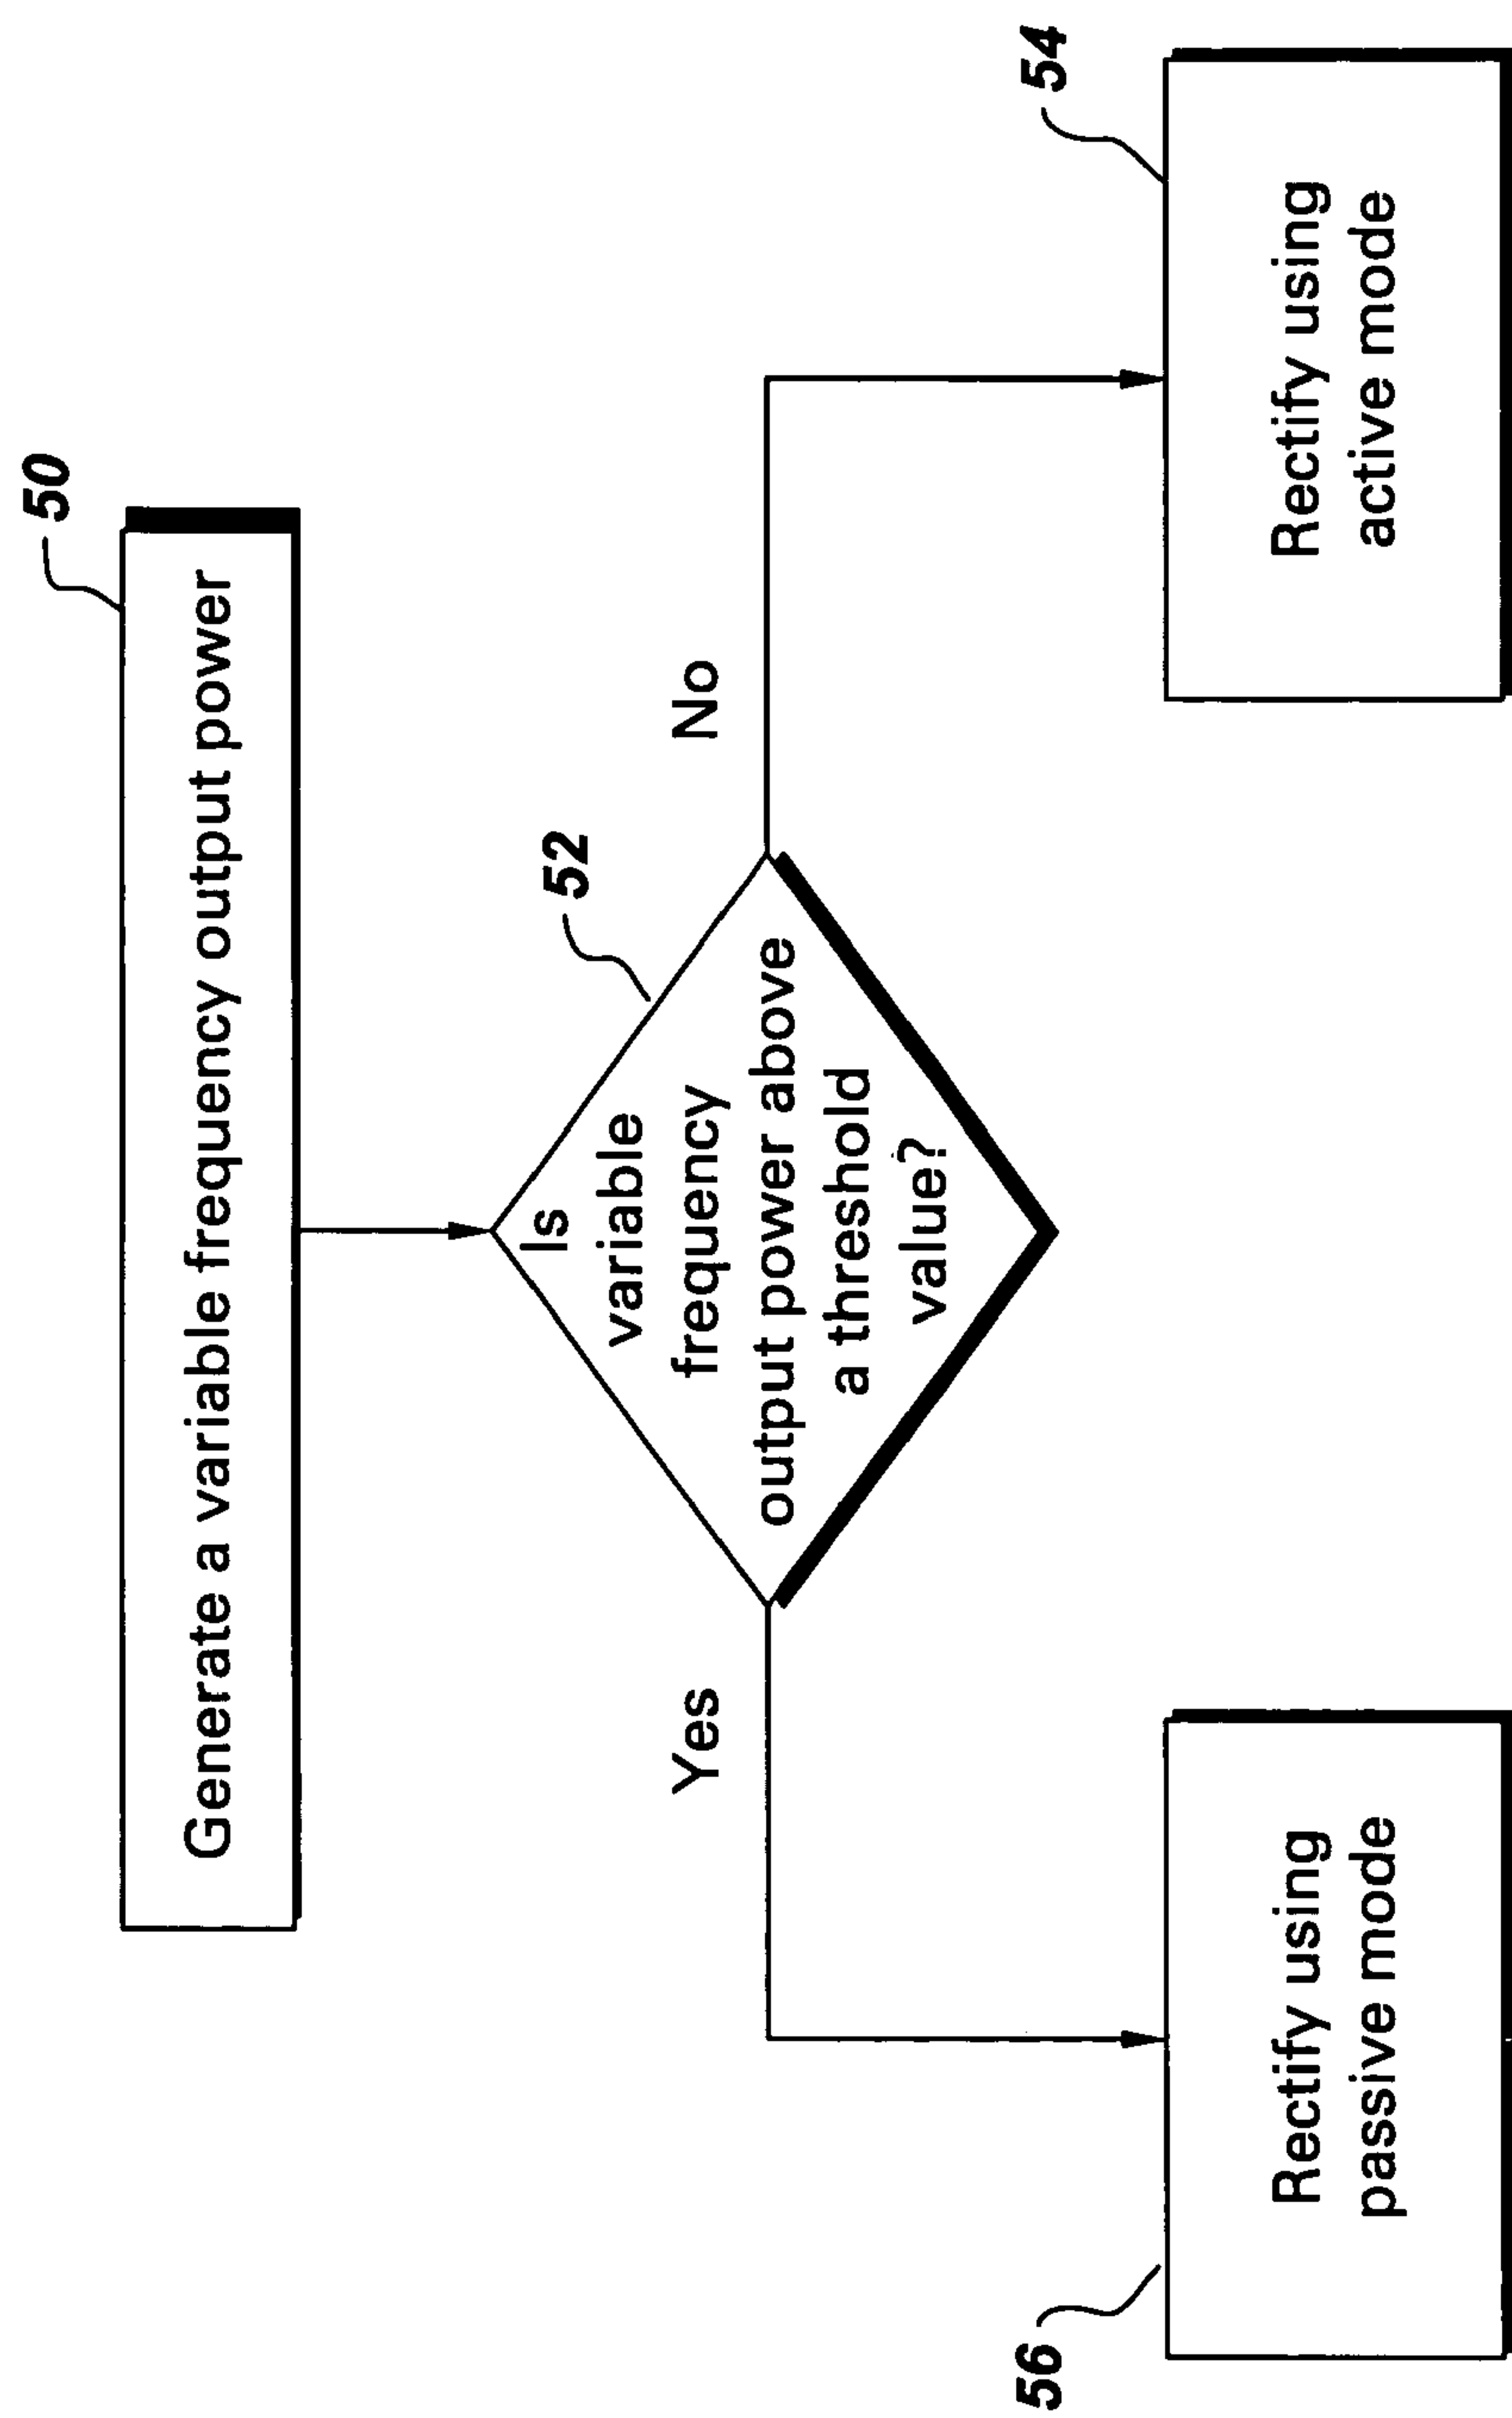 50
Generate a variable frequency output power
52
Is
variable
frequency
output power above
a threshold
value?
Yes
No
56
Rectify using
passive mode
54
Rectify using
active mode